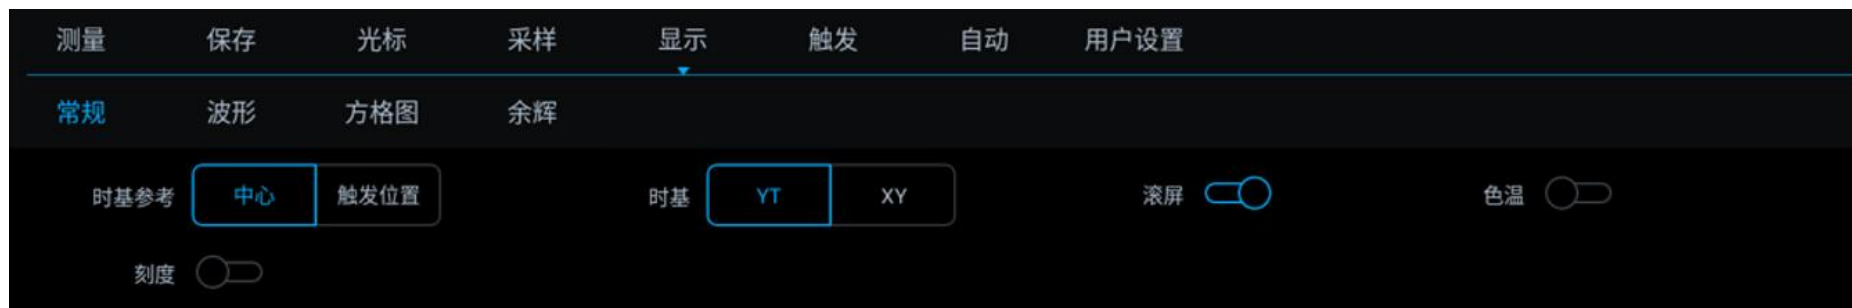 测量 保存 光标 采样 显示 触发 自动 用户设置
常规 波形 方格图 余辉
时基参考 中心 触发位置 时基 YT XY 滚屏 色温
刻度